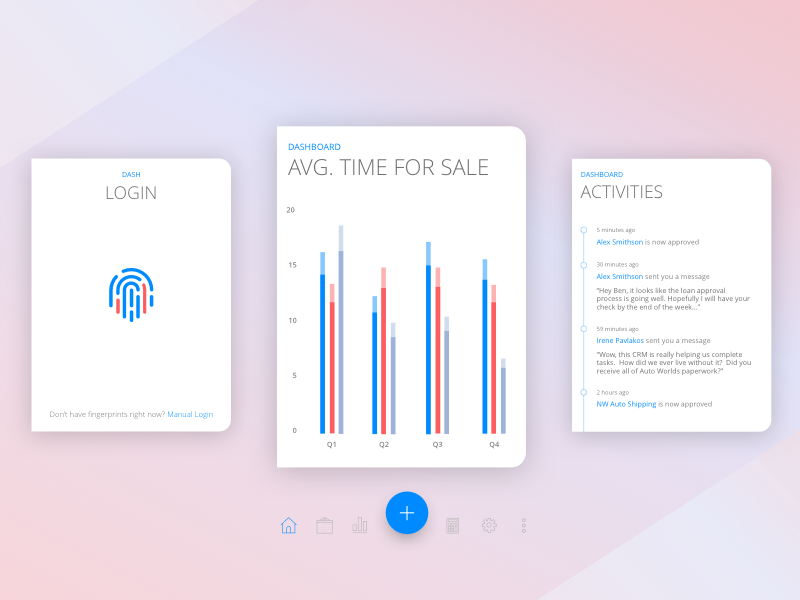 DASH
LOGIN
Don't have fingerprints right now? Manual Login
DASHBOARD
AVG. TIME FOR SALE
20
15
10
5
0
Q1 Q2 Q3 Q4
DASHBOARD
ACTIVITIES
5 minutes ago
Alex Smithson is now approved
30 minutes ago
Alex Smithson sent you a message
"Hey Ben, it looks like the loan approval
process is going well. Hopefully I will have your
check by the end of the week..."
59 minutes ago
Irene Pavlakos sent you a message
"Wow, this CRM is really helping us complete
tasks. How did we ever live without it? Did you
receive all of Auto Worlds paperwork?"
2 hours ago
NW Auto Shipping is now approved